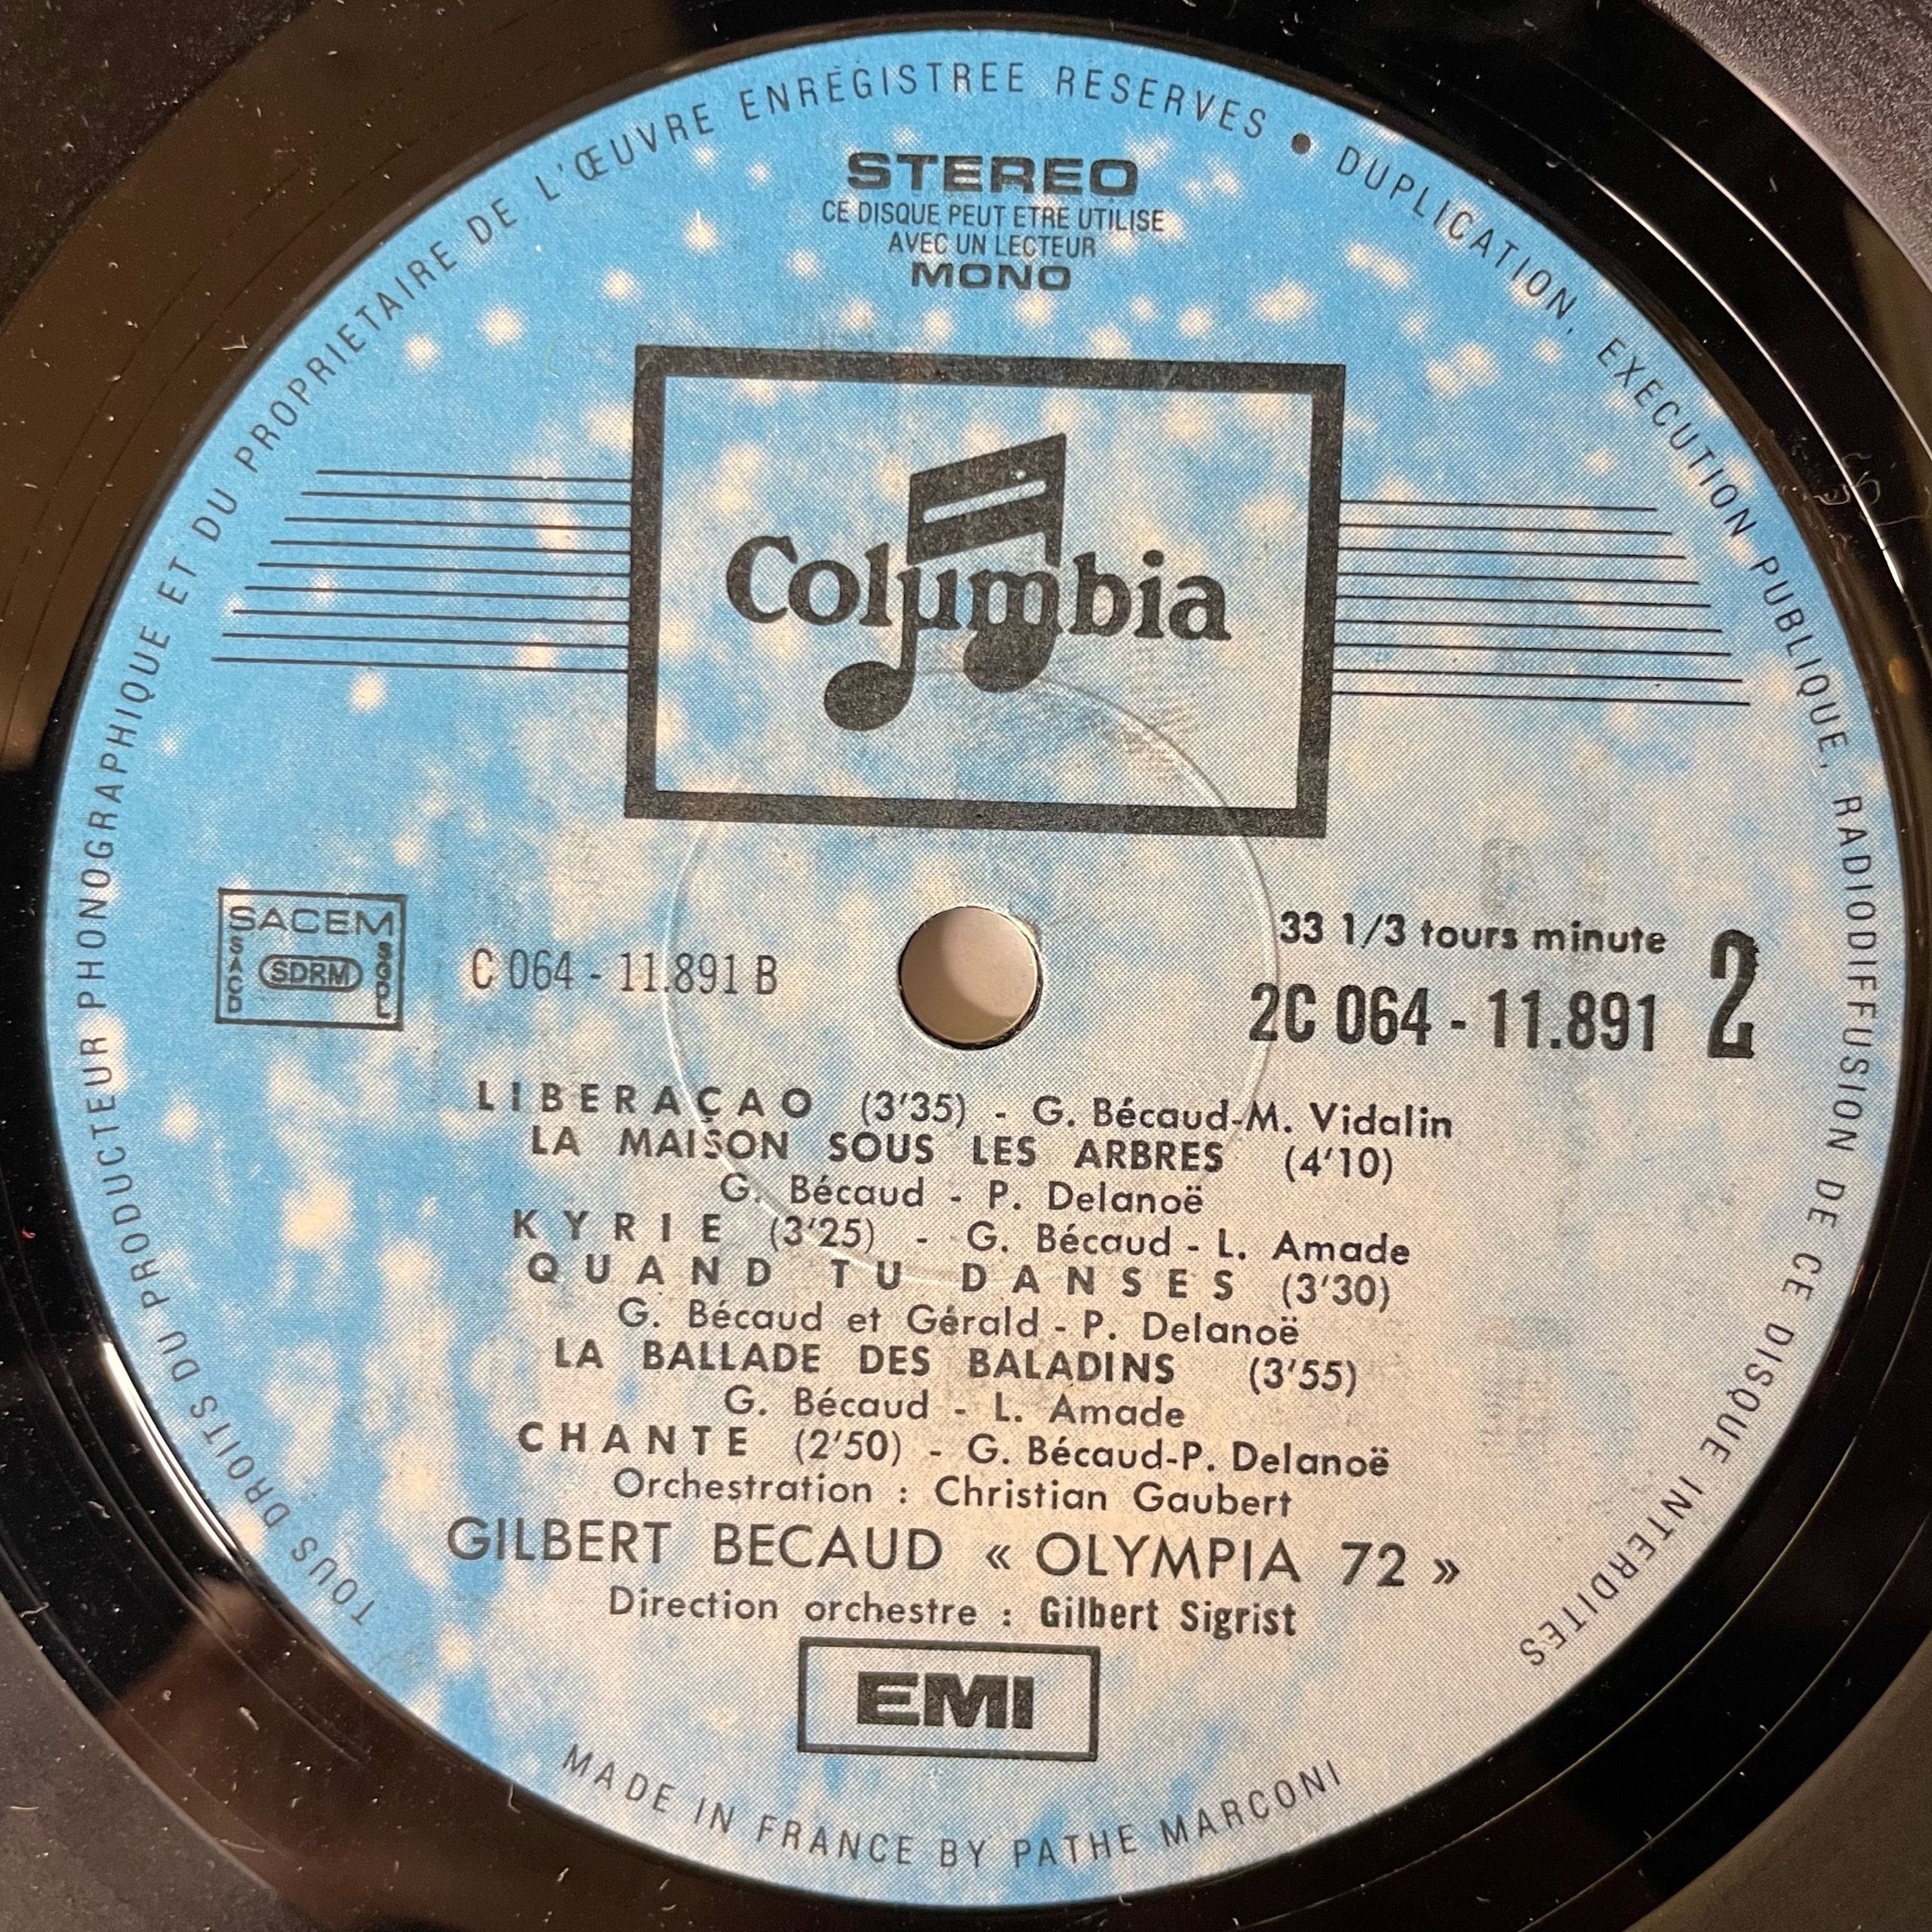 TOUS DROITS DU PRODUCTEUR PHONOGRAPHIQUE ET DU PROPRIETAIRE DE L'ŒUVRE ENREGISTREE RESERVES • DUPLICATION, EXECUTION PUBLIQUE, RADIODIFFUSION DE CE DISQUE INTERDITES
STEREO
CE DISQUE PEUT ETRE UTILISE
AVEC UN LECTEUR
MONO
Columbia
SACEM
SACD
SDRM
SGDL
C 064 - 11.891 B
33 1/3 tours minute
2C 064 - 11.891
2
LIBERAÇAO (3'35) - G. Bécaud-M. Vidalin
LA MAISON SOUS LES ARBRES (4'10)
G. Bécaud - P. Delanoë
KYRIE (3'25) - G. Bécaud - L. Amade
QUAND TU DANSES (3'30)
G. Bécaud et Gérald - P. Delanoë
LA BALLADE DES BALADINS (3'55)
G. Bécaud - L. Amade
CHANTE (2'50) - G. Bécaud-P. Delanoë
Orchestration : Christian Gaubert
GILBERT BECAUD « OLYMPIA 72 »
Direction orchestre : Gilbert Sigrist
EMI
MADE IN FRANCE BY PATHE MARCONI